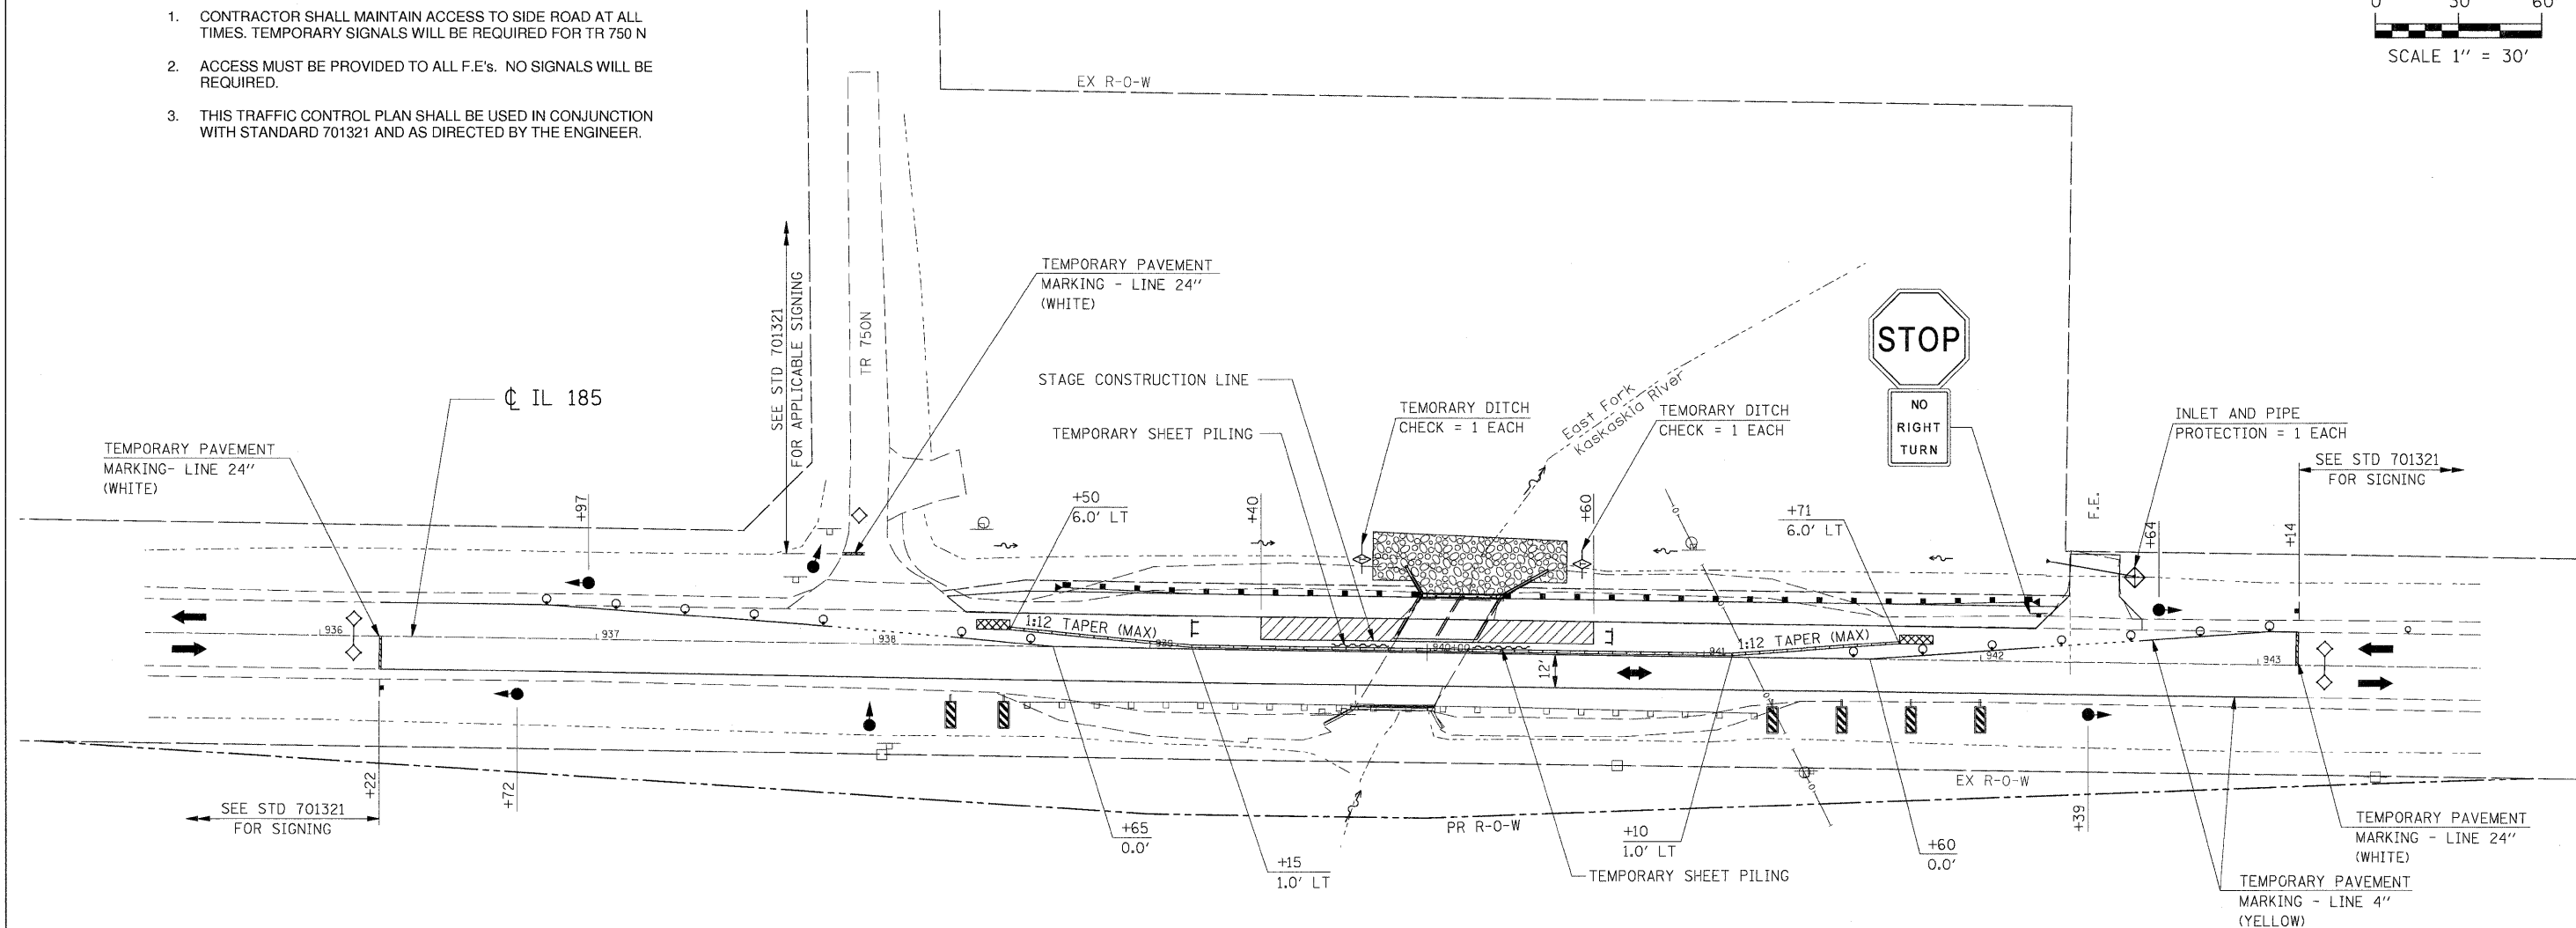 1. CONTRACTOR SHALL MAINTAIN ACCESS TO SIDE ROAD AT ALL
TIMES. TEMPORARY SIGNALS WILL BE REQUIRED FOR TR 750 N
2. ACCESS MUST BE PROVIDED TO ALL F.E's. NO SIGNALS WILL BE
REQUIRED.
3. THIS TRAFFIC CONTROL PLAN SHALL BE USED IN CONJUNCTION
WITH STANDARD 701321 AND AS DIRECTED BY THE ENGINEER.
0 30 60
SCALE 1" = 30'
EX R-O-W
SEE STD 701321
FOR APPLICABLE SIGNING
TR 750N
TEMPORARY PAVEMENT
MARKING - LINE 24"
(WHITE)
STAGE CONSTRUCTION LINE
TEMPORARY SHEET PILING
℄ IL 185
TEMPORARY PAVEMENT
MARKING- LINE 24"
(WHITE)
TEMORARY DITCH
CHECK = 1 EACH
East Fork
Kaskaskia River
TEMORARY DITCH
CHECK = 1 EACH
STOP
NO
RIGHT
TURN
INLET AND PIPE
PROTECTION = 1 EACH
SEE STD 701321
FOR SIGNING
F.E.
+97
+50
6.0' LT
+40
+60
+71
6.0' LT
+64
+14
1:12 TAPER (MAX)
1:12 TAPER (MAX)
936
937
938
939
940+00
941
942
943
12'
+22
+72
SEE STD 701321
FOR SIGNING
+65
0.0'
+15
1.0' LT
PR R-O-W
+10
1.0' LT
TEMPORARY SHEET PILING
+60
0.0'
EX R-O-W
+39
TEMPORARY PAVEMENT
MARKING - LINE 24"
(WHITE)
TEMPORARY PAVEMENT
MARKING - LINE 4"
(YELLOW)